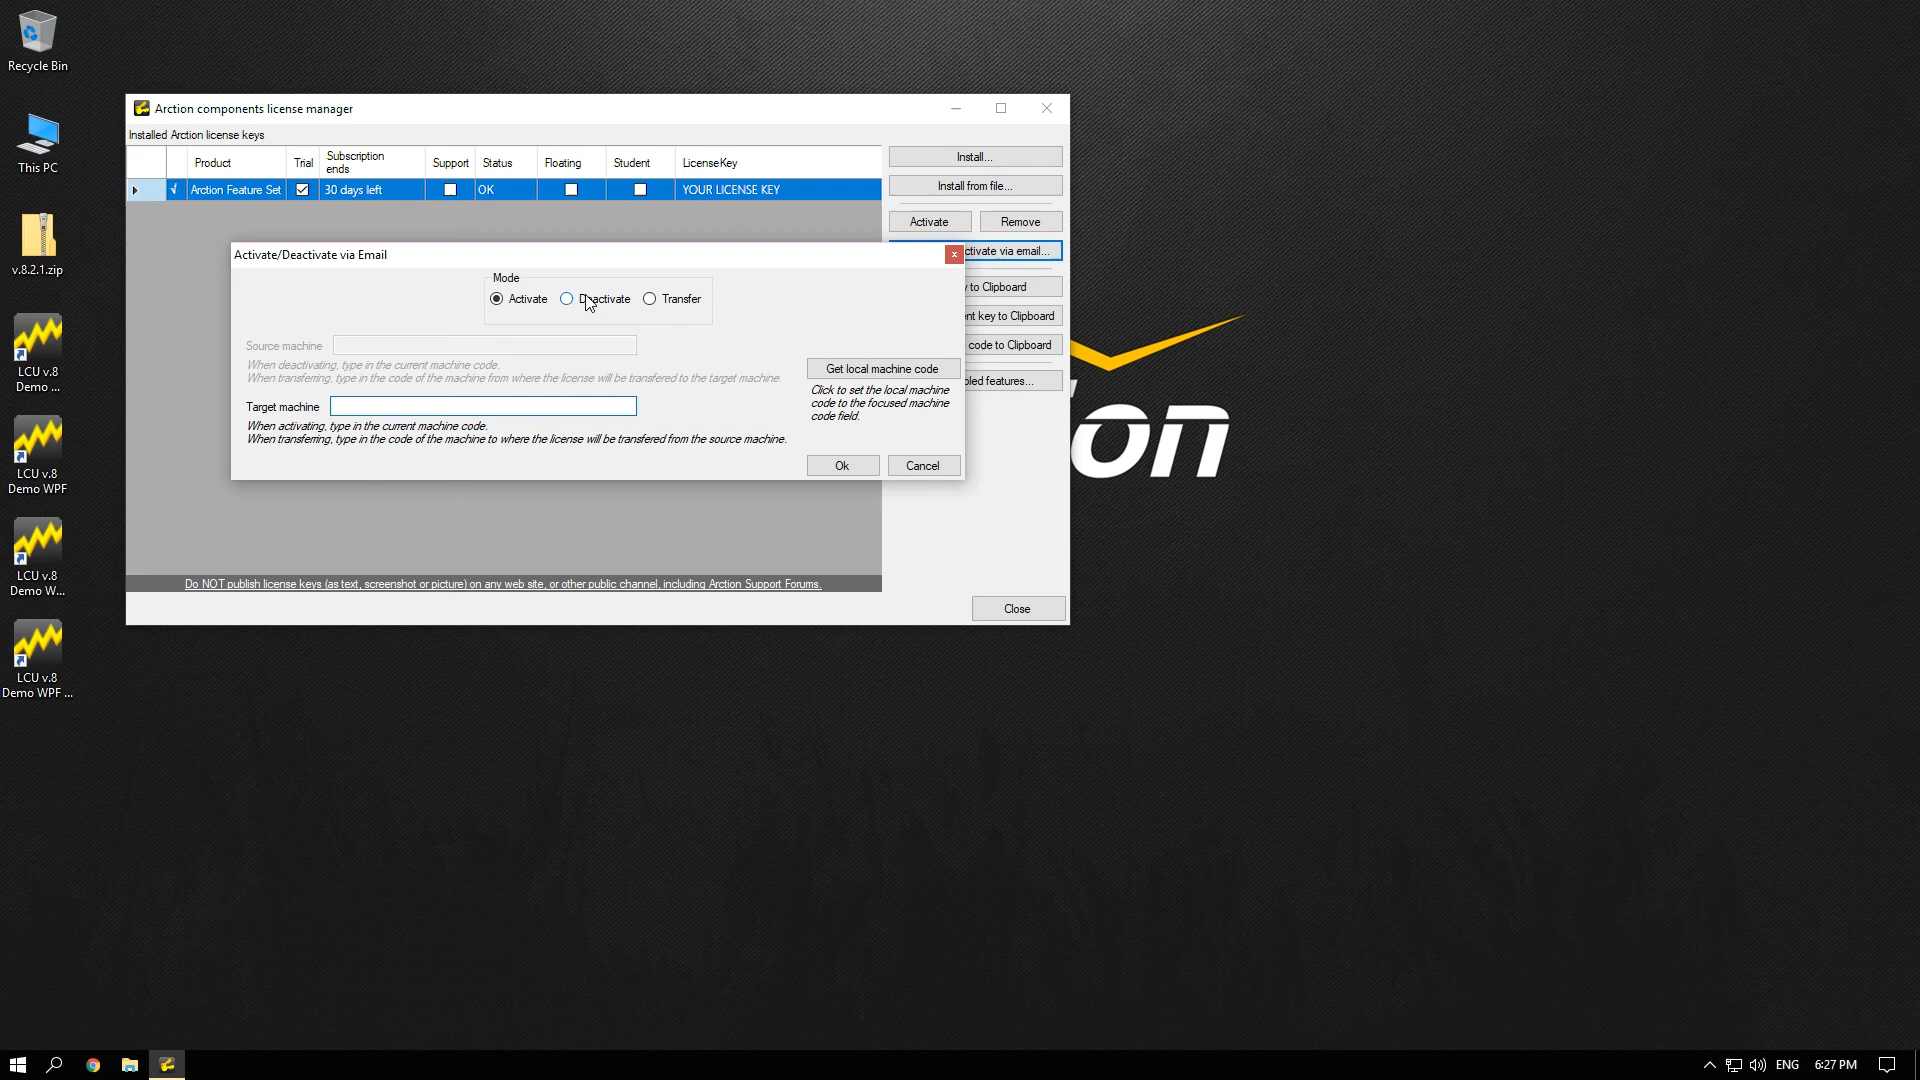 Recycle Bin
This PC
v.8.2.1.zip
LCU v.8
Demo ...
LCU v.8
Demo WPF
LCU v.8
Demo W...
LCU v.8
Demo WPF ...
Arction components license manager
Installed Arction license keys
Product Trial Subscription ends Support Status Floating Student LicenseKey
Arction Feature Set 30 days left OK YOUR LICENSE KEY
Install...
Install from file...
Activate Remove
ctivate via email...
y to Clipboard
ent key to Clipboard
code to Clipboard
bled features...
Activate/Deactivate via Email
x
Mode
Activate Deactivate Transfer
Source machine
When deactivating, type in the current machine code.
When transferring, type in the code of the machine from where the license will be transfered to the target machine.
Get local machine code
Click to set the local machine
code to the focused machine
code field.
Target machine
When activating, type in the current machine code.
When transferring, type in the code of the machine to where the license will be transfered from the source machine.
Ok Cancel
Do NOT publish license keys (as text, screenshot or picture) on any web site, or other public channel, including Arction Support Forums.
Close
on
ENG 6:27 PM